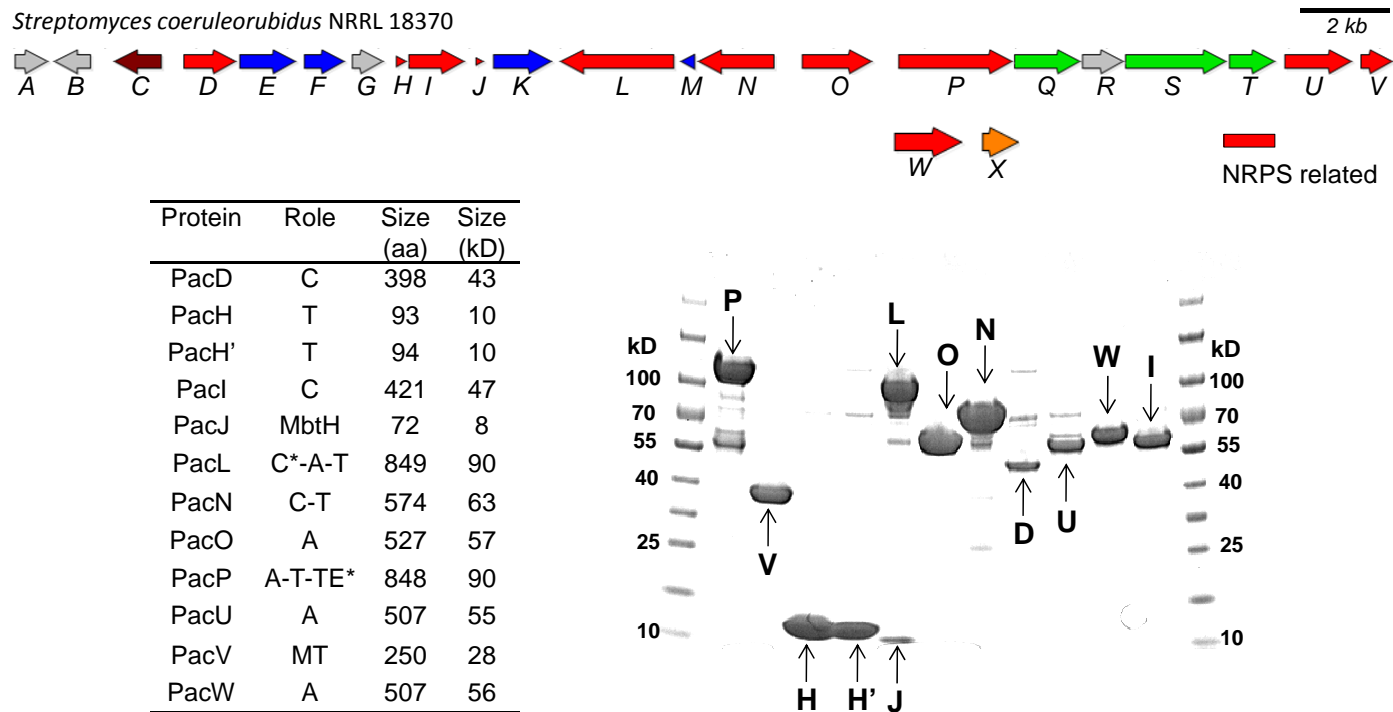 Streptomyces coeruleorubidus NRRL 18370
2 kb
A B C D E F G H I J K L M N O P Q R S T U V
W X
NRPS related
Protein Role Size (aa) Size (kD)
PacD C 398 43
PacH T 93 10
PacH' T 94 10
PacI C 421 47
PacJ MbtH 72 8
PacL C*-A-T 849 90
PacN C-T 574 63
PacO A 527 57
PacP A-T-TE* 848 90
PacU A 507 55
PacV MT 250 28
PacW A 507 56
P
L
N
O
W
I
kD
100
70
55
40
25
10
V
D
U
H
H'
J
kD
100
70
55
40
25
10